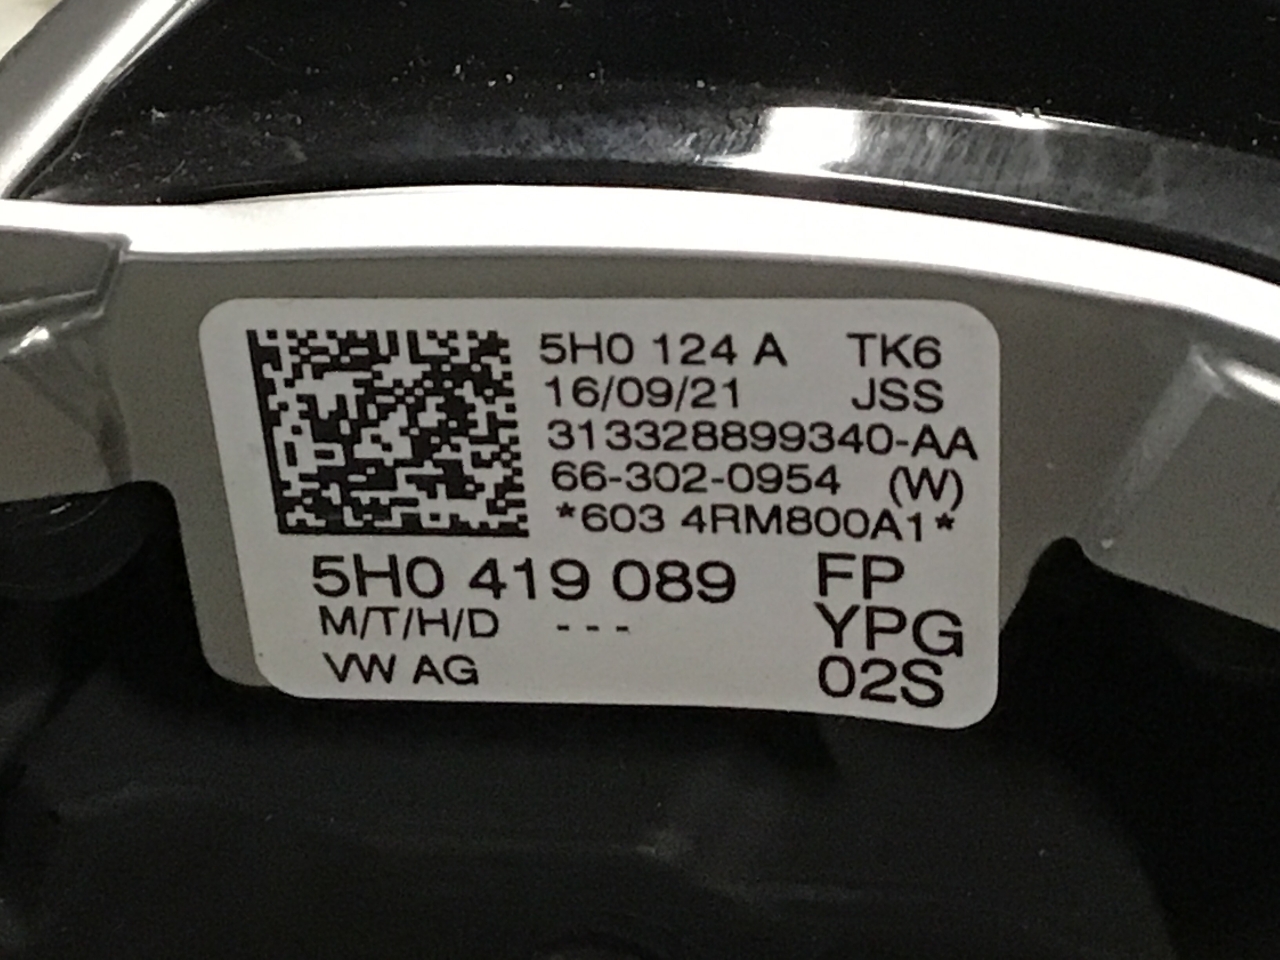 5H0 124 A TK6
16/09/21 JSS
313328899340-AA
66-302-0954 (W)
*603 4RM800A1*
5H0 419 089 FP
M/T/H/D --- YPG
VW AG 02S